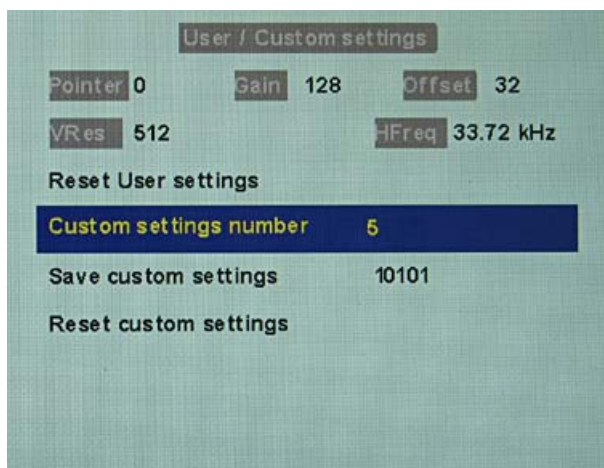 User / Custom settings
Pointer 0 Gain 128 Offset 32
VRes 512 HFreq 33.72 kHz
Reset User settings
Custom settings number 5
Save custom settings 10101
Reset custom settings